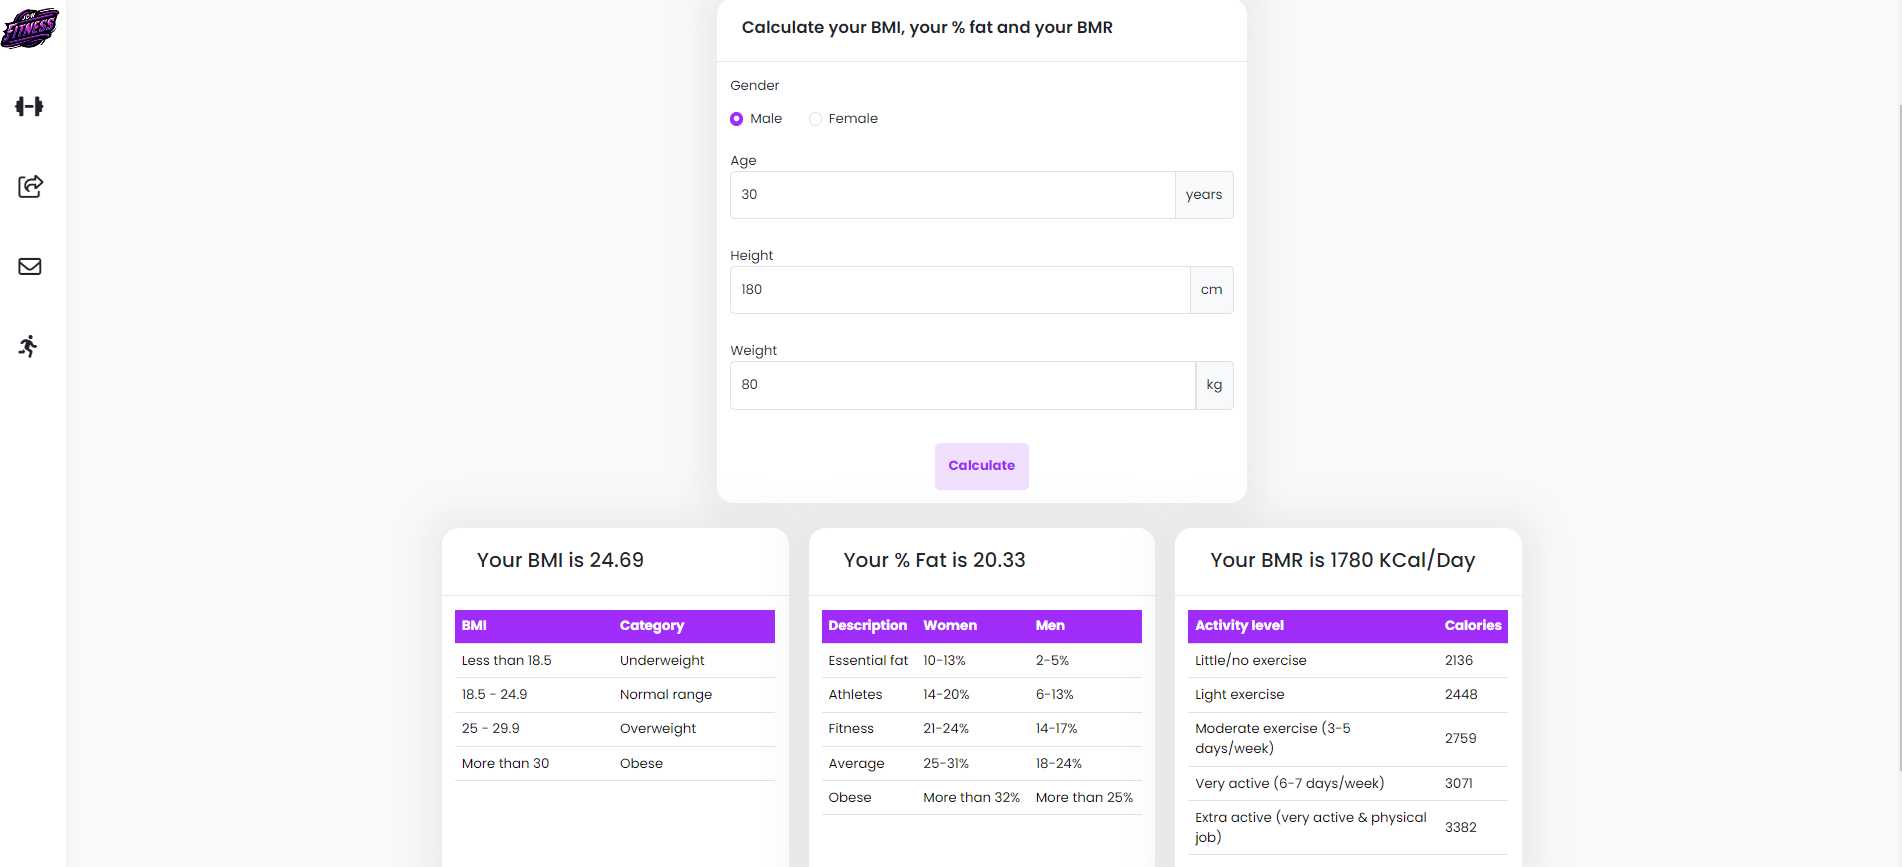 JCM
FITNESS
Calculate your BMI, your % fat and your BMR
Gender
Male Female
Age
30 years
Height
180 cm
Weight
80 kg
Calculate
Your BMI is 24.69
BMI Category
Less than 18.5 Underweight
18.5 - 24.9 Normal range
25 - 29.9 Overweight
More than 30 Obese
Your % Fat is 20.33
Description Women Men
Essential fat 10-13% 2-5%
Athletes 14-20% 6-13%
Fitness 21-24% 14-17%
Average 25-31% 18-24%
Obese More than 32% More than 25%
Your BMR is 1780 KCal/Day
Activity level Calories
Little/no exercise 2136
Light exercise 2448
Moderate exercise (3-5
days/week) 2759
Very active (6-7 days/week) 3071
Extra active (very active & physical
job) 3382